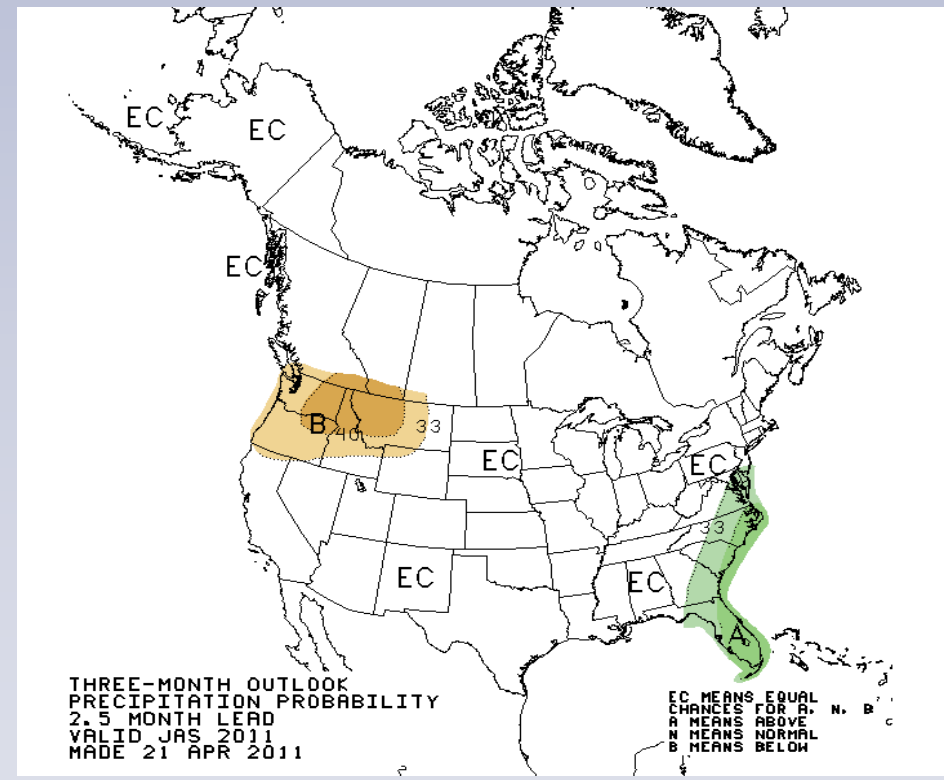 EC
EC
EC
B
40
33
EC
EC
33
EC
EC
A
THREE-MONTH OUTLOOK
PRECIPITATION PROBABILITY
2.5 MONTH LEAD
VALID JAS 2011
MADE 21 APR 2011
EC MEANS EQUAL
CHANCES FOR A, N, B
A MEANS ABOVE
N MEANS NORMAL
B MEANS BELOW